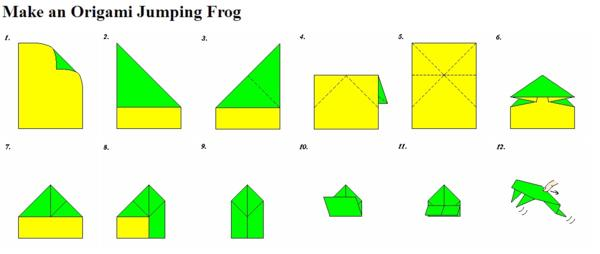 Make an Origami Jumping Frog
1. 2. 3. 4. 5. 6.
7. 8. 9. 10. 11. 12.